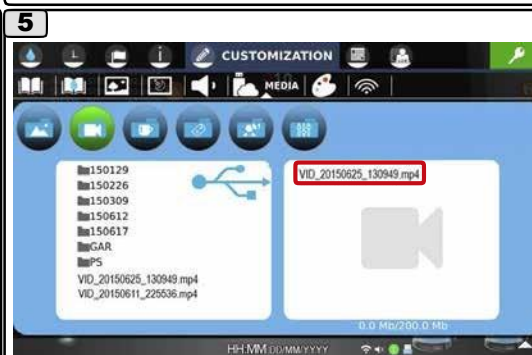 5
CUSTOMIZATION
MEDIA
150129
150226
150309
150612
150617
GAR
PS
VID_20150625_130949.mp4
VID_20150611_225536.mp4
VID_20150625_130949.mp4
0.0 Mb/200.0 Mb
HH:MM DD/MM/YYYY